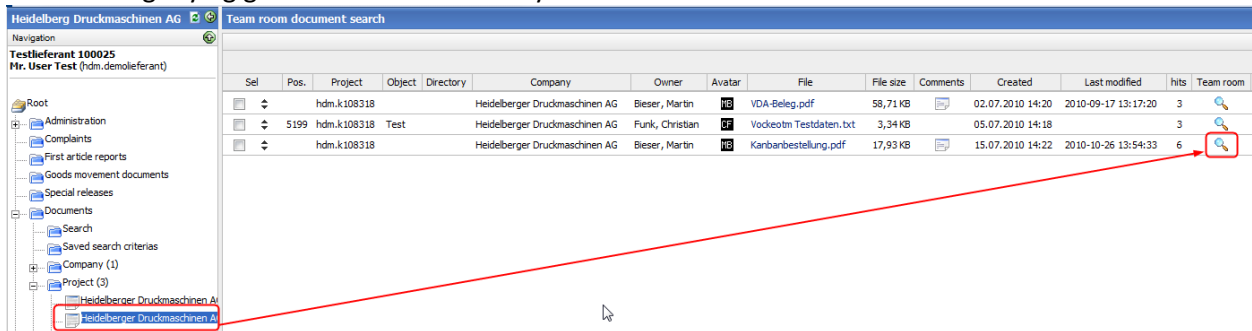 Heidelberg Druckmaschinen AG
Team room document search
Navigation
Testlieferant 100025
Mr. User Test (hdm.demolieferant)
Sel Pos. Project Object Directory Company Owner Avatar File File size Comments Created Last modified hits Team room
hdm.k108318 Heidelberger Druckmaschinen AG Bieser, Martin MB VDA-Beleg.pdf 58,71 KB 02.07.2010 14:20 2010-09-17 13:17:20 3
5199 hdm.k108318 Test Heidelberger Druckmaschinen AG Funk, Christian CF Vockeotm Testdaten.txt 3,34 KB 05.07.2010 14:18 3
hdm.k108318 Heidelberger Druckmaschinen AG Bieser, Martin MB Kanbanbestellung.pdf 17,93 KB 15.07.2010 14:22 2010-10-26 13:54:33 6
Root
Administration
Complaints
First article reports
Goods movement documents
Special releases
Documents
Search
Saved search criterias
Company (1)
Project (3)
Heidelberger Druckmaschinen A
Heidelberger Druckmaschinen A